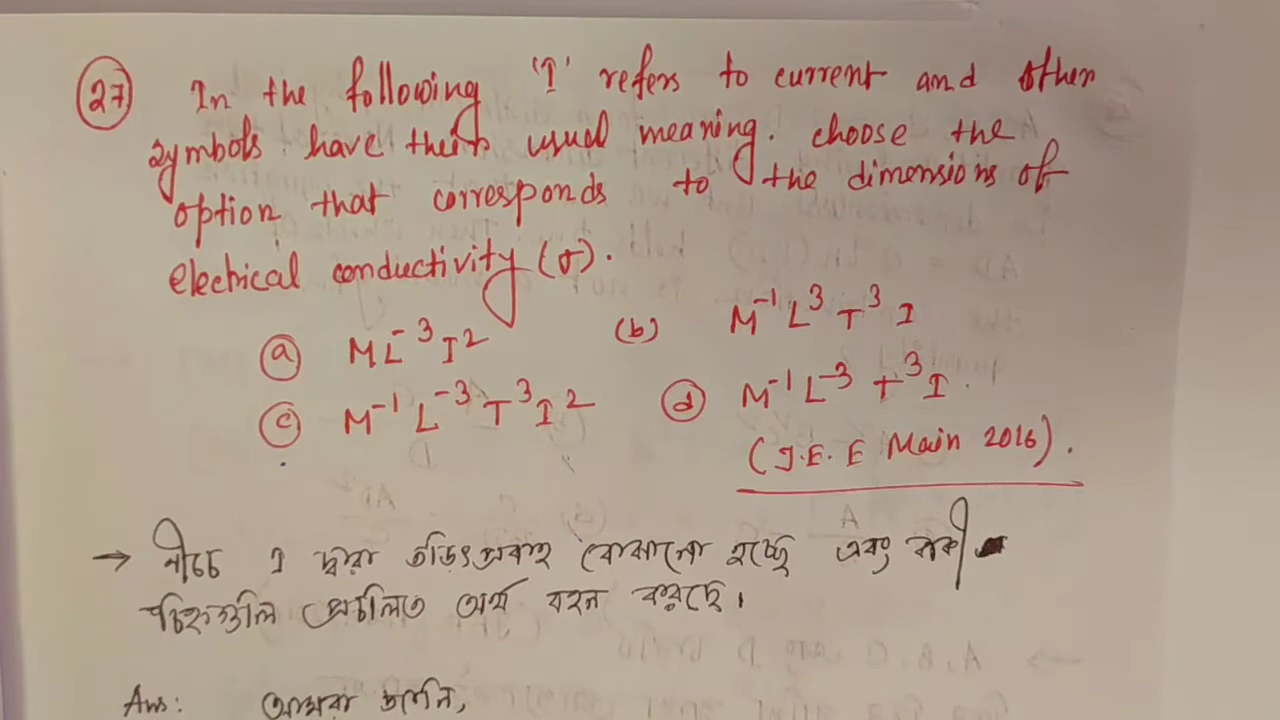 27 In the following 'I' refers to current and other
symbols have their usual meaning. choose the
option that corresponds to the dimensions of
electrical conductivity (σ).
(a) ML⁻³I² (b) M⁻¹L³T³I
(c) M⁻¹L⁻³T³I² (d) M⁻¹L⁻³T³I.
(J.E.E Main 2016).
→ নীচে I দ্বারা তড়িৎপ্রবাহ বোঝানো হচ্ছে এবং বাকী
চিহ্নগুলি প্রচলিত অর্থ বহন করছে।
Ans: আমরা জানি,